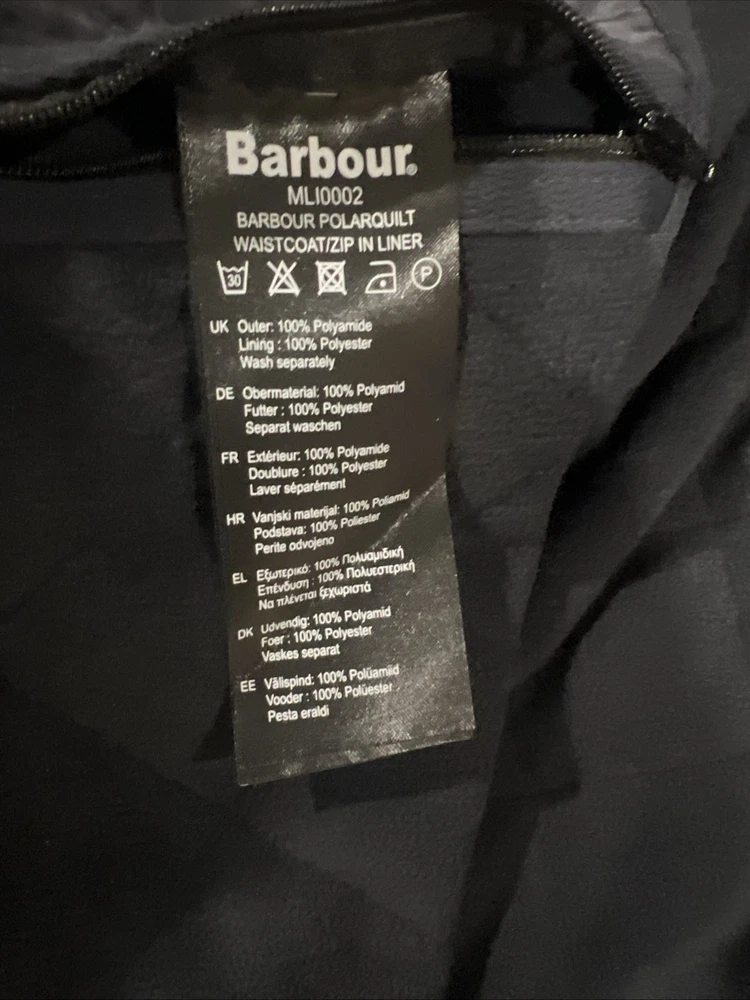 Barbour®
MLI0002
BARBOUR POLARQUILT
WAISTCOAT/ZIP IN LINER
30 P
UK Outer: 100% Polyamide
Lining : 100% Polyester
Wash separately
DE Obermaterial: 100% Polyamid
Futter : 100% Polyester
Separat waschen
FR Extérieur: 100% Polyamide
Doublure : 100% Polyester
Laver séparément
HR Vanjski materijal: 100% Poliamid
Podstava: 100% Poliester
Perite odvojeno
EL Εξωτερικό: 100% Πολυαμιδική
Επένδυση : 100% Πολυεστερική
Να πλένεται ξεχωριστά
DK Udvendig: 100% Polyamid
Foer : 100% Polyester
Vaskes separat
EE Välispind: 100% Polüamiid
Vooder : 100% Polüester
Pesta eraldi